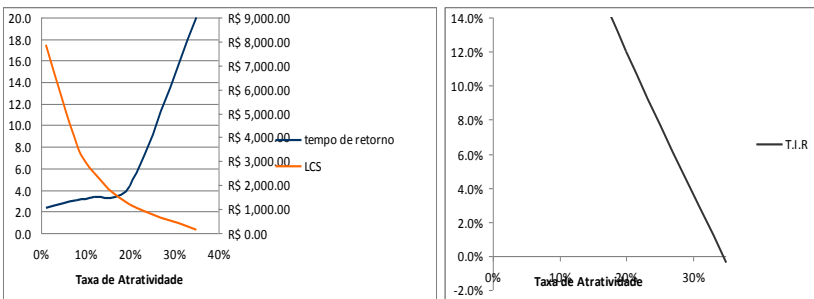 20.0
18.0
16.0
14.0
12.0
10.0
8.0
6.0
4.0
2.0
0.0
R$ 9,000.00
R$ 8,000.00
R$ 7,000.00
R$ 6,000.00
R$ 5,000.00
R$ 4,000.00
R$ 3,000.00
R$ 2,000.00
R$ 1,000.00
R$ 0.00
tempo de retorno
LCS
0% 10% 20% 30% 40%
Taxa de Atratividade
14.0%
12.0%
10.0%
8.0%
6.0%
4.0%
2.0%
0.0%
-2.0%
T.I.R
0% 10% 20% 30%
Taxa de Atratividade